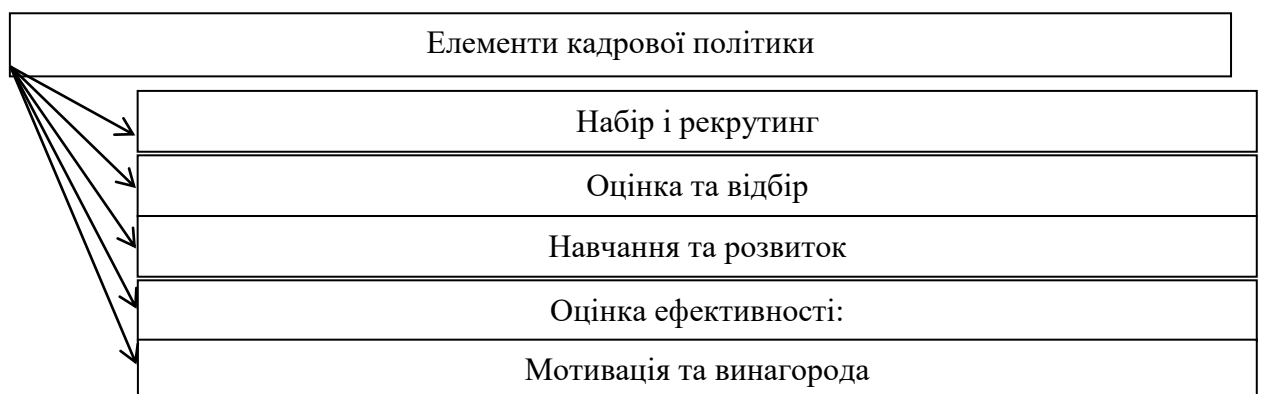 Елементи кадрової політики
Набір і рекрутинг
Оцінка та відбір
Навчання та розвиток
Оцінка ефективності:
Мотивація та винагорода